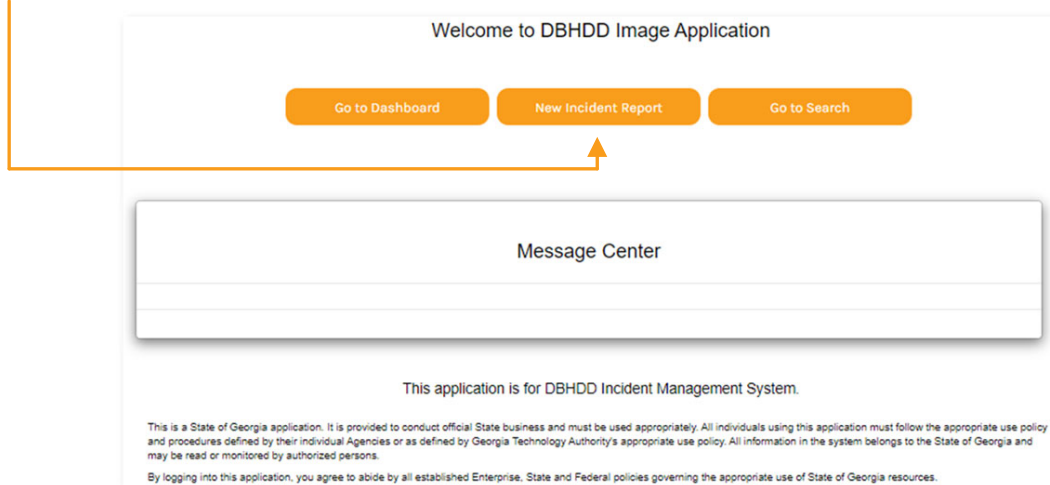 Welcome to DBHDD Image Application
Go to Dashboard
New Incident Report
Go to Search
Message Center
This application is for DBHDD Incident Management System.
This is a State of Georgia application. It is provided to conduct official State business and must be used appropriately. All individuals using this application must follow the appropriate use policy
and procedures defined by their individual Agencies or as defined by Georgia Technology Authority's appropriate use policy. All information in the system belongs to the State of Georgia and
may be read or monitored by authorized persons.
By logging into this application, you agree to abide by all established Enterprise, State and Federal policies governing the appropriate use of State of Georgia resources.